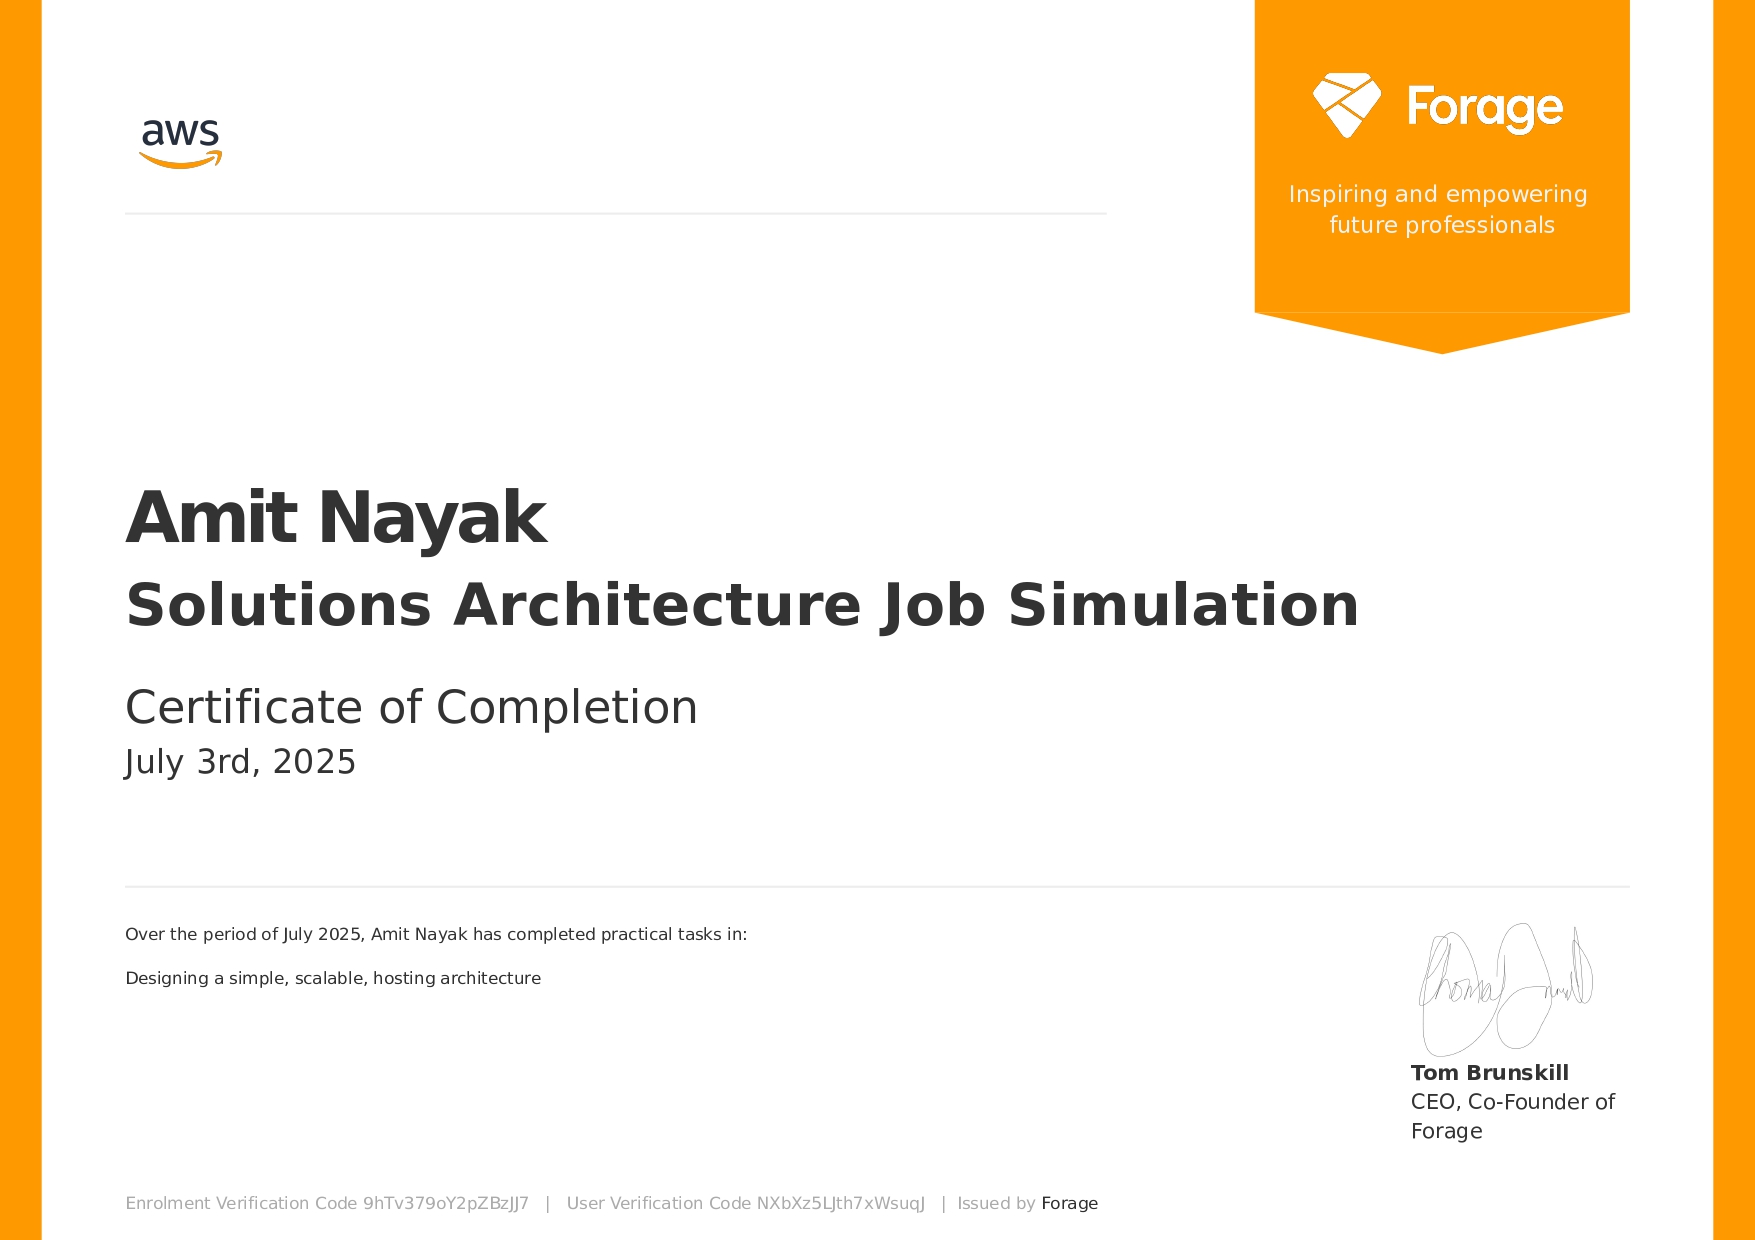 aws
Forage
Inspiring and empowering
future professionals
Amit Nayak
Solutions Architecture Job Simulation
Certificate of Completion
July 3rd, 2025
Over the period of July 2025, Amit Nayak has completed practical tasks in:
Designing a simple, scalable, hosting architecture
Tom Brunskill
CEO, Co-Founder of
Forage
Enrolment Verification Code 9hTv379oY2pZBzJJ7 | User Verification Code NXbXz5LJth7xWsuqJ | Issued by Forage